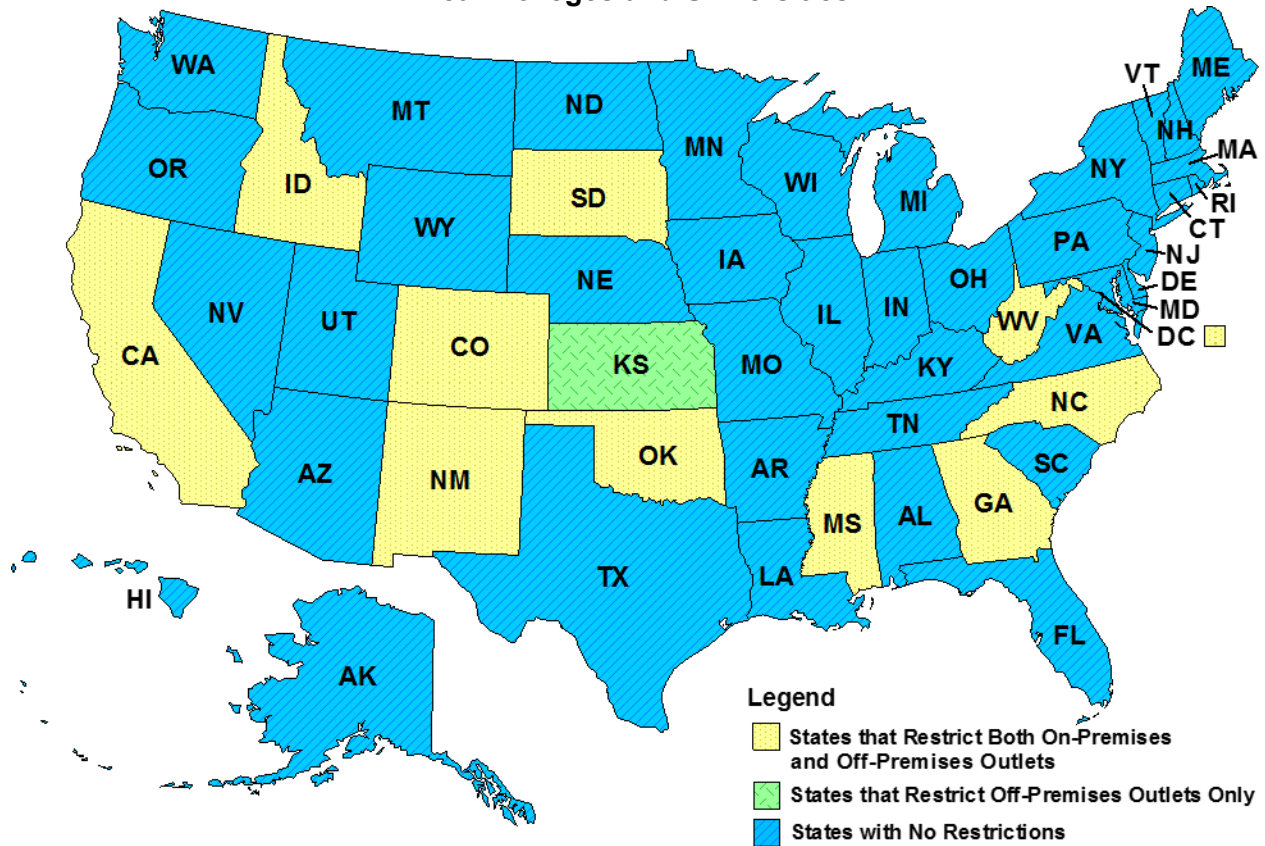 Colleges and Universities
WA
MT
ND
MN
VT
ME
NH
OR
ID
SD
WI
MI
NY
MA
RI
CT
WY
IA
PA
NJ
NE
OH
DE
NV
UT
IL
IN
MD
WV
VA
DC
CA
CO
KS
MO
KY
NC
TN
AZ
NM
OK
AR
SC
MS
AL
GA
TX
LA
HI
FL
AK
Legend
States that Restrict Both On-Premises
and Off-Premises Outlets
States that Restrict Off-Premises Outlets Only
States with No Restrictions